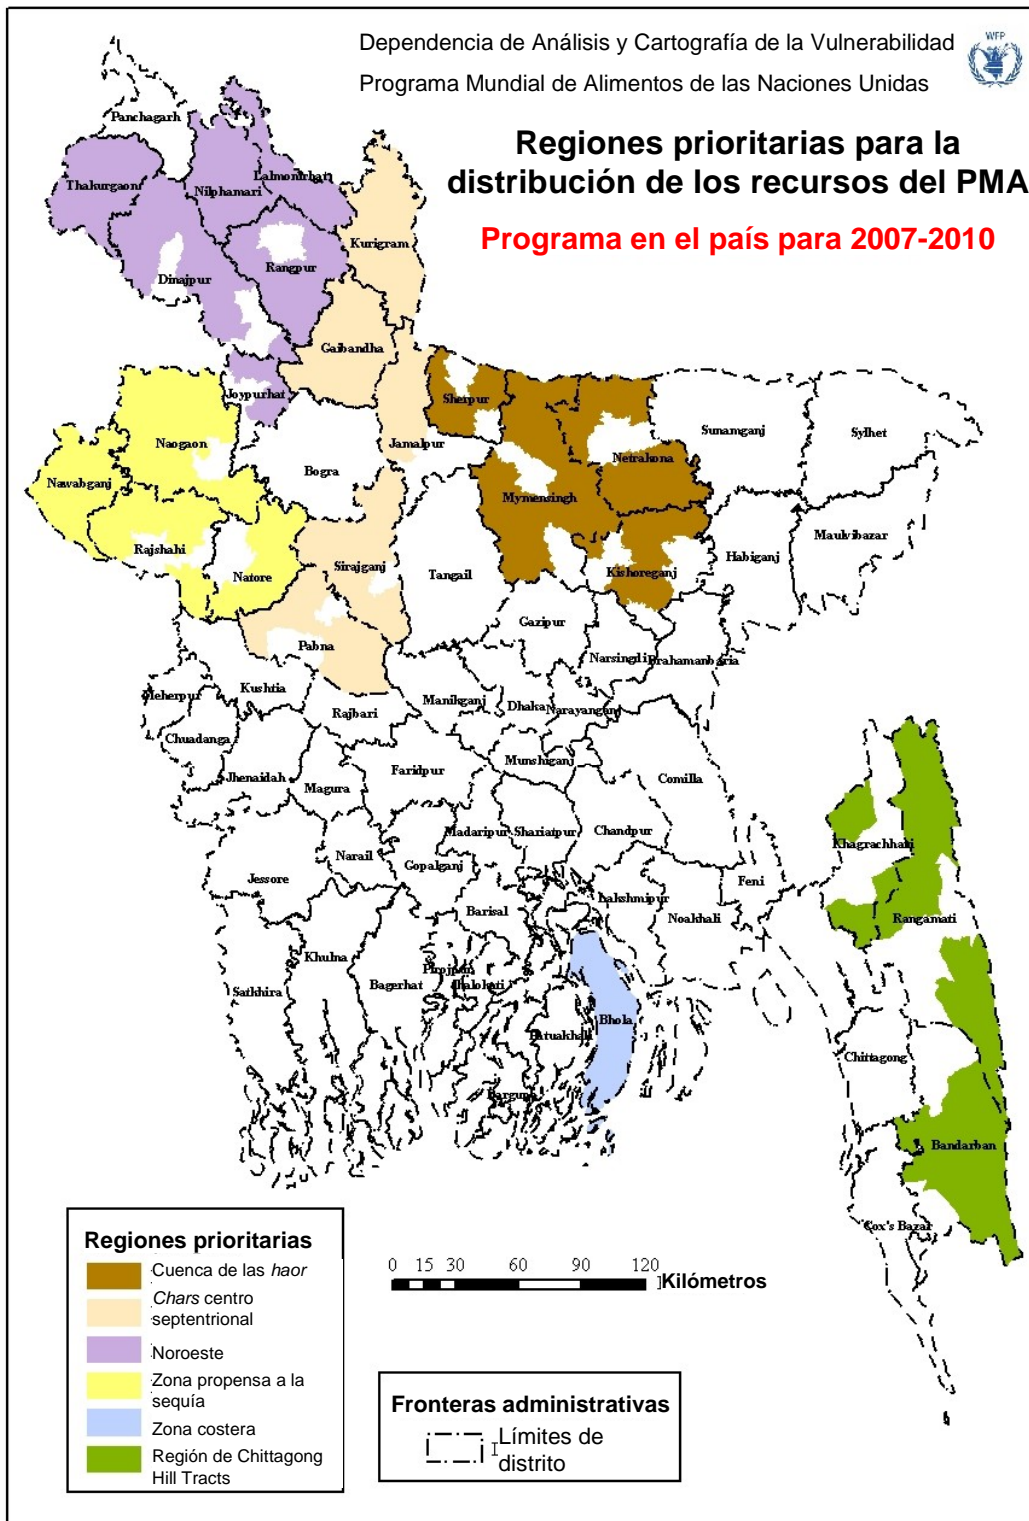 Dependencia de Análisis y Cartografía de la Vulnerabilidad
WFP
Programa Mundial de Alimentos de las Naciones Unidas
Regiones prioritarias para la
distribución de los recursos del PMA
Programa en el país para 2007-2010
Panchagarh
Thakurgaon
Nilphamari
Lalmonirhat
Kurigram
Rangpur
Dinajpur
Gaibandha
Joypurhat
Sherpur
Jamalpur
Naogaon
Bogra
Netrakona
Sunamganj
Sylhet
Nawabganj
Mymensingh
Rajshahi
Natore
Sirajganj
Tangail
Kishoreganj
Habiganj
Maulvibazar
Gazipur
Pabna
Narsingdi
Brahamanbaria
Meherpur
Kushtia
Rajbari
Manikganj
Dhaka
Narayanganj
Chuadanga
Jhenaidah
Magura
Faridpur
Munshiganj
Comilla
Madaripur
Shariatpur
Chandpur
Khagrachhari
Narail
Gopalganj
Jessore
Feni
Lakshmipur
Noakhali
Rangamati
Barisal
Khulna
Satkhira
Bagerhat
Pirojpur
Jhalokati
Bhola
Patuakhali
Chittagong
Barguna
Bandarban
Cox's Bazar
Regiones prioritarias
Cuenca de las haor
Chars centro
septentrional
Noroeste
Zona propensa a la
sequía
Zona costera
Región de Chittagong
Hill Tracts
0 15 30 60 90 120
Kilómetros
Fronteras administrativas
Límites de
distrito